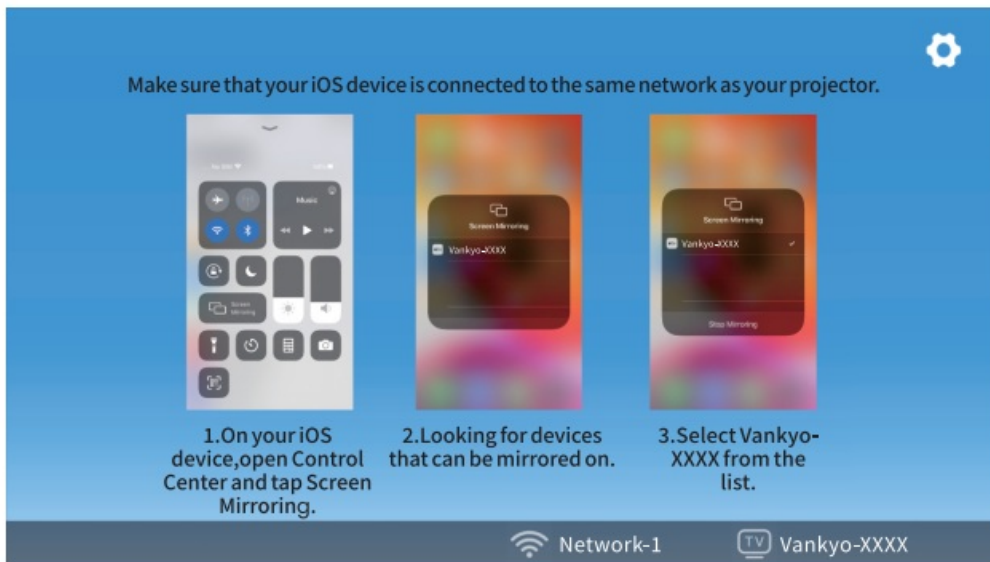 Make sure that your iOS device is connected to the same network as your projector.
Music
Screen
Mirroring
Screen Mirroring
Vankyo-XXXX
Screen Mirroring
Vankyo-XXXX
Stop Mirroring
1.On your iOS
device,open Control
Center and tap Screen
Mirroring.
2.Looking for devices
that can be mirrored on.
3.Select Vankyo-
XXXX from the
list.
Network-1
TV
Vankyo-XXXX